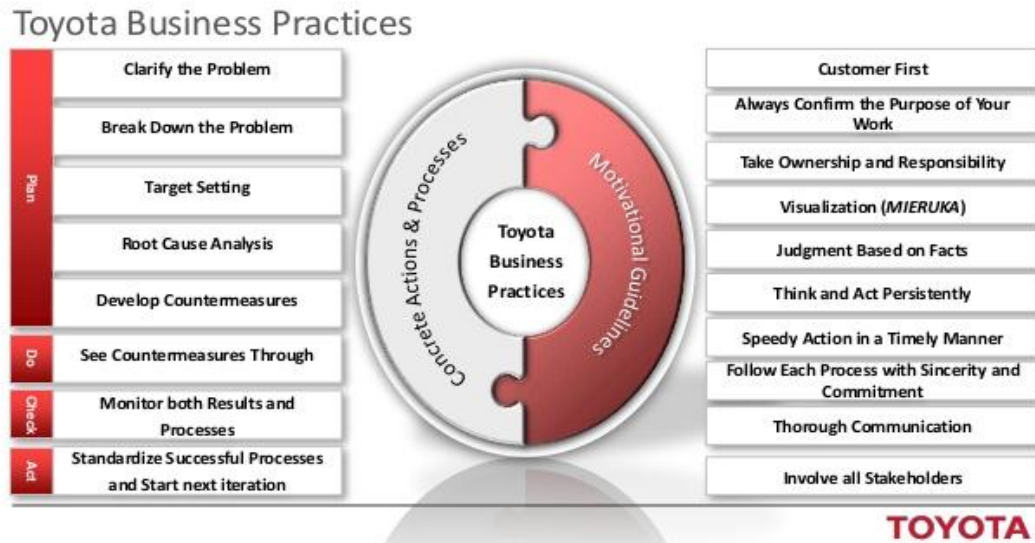 Toyota Business Practices
Plan
Clarify the Problem
Break Down the Problem
Target Setting
Root Cause Analysis
Develop Countermeasures
Do
See Countermeasures Through
Check
Monitor both Results and
Processes
Act
Standardize Successful Processes
and Start next iteration
Concrete Actions & Processes
Toyota
Business
Practices
Motivational Guidelines
Customer First
Always Confirm the Purpose of Your
Work
Take Ownership and Responsibility
Visualization (MIERUKA)
Judgment Based on Facts
Think and Act Persistently
Speedy Action in a Timely Manner
Follow Each Process with Sincerity and
Commitment
Thorough Communication
Involve all Stakeholders
TOYOTA